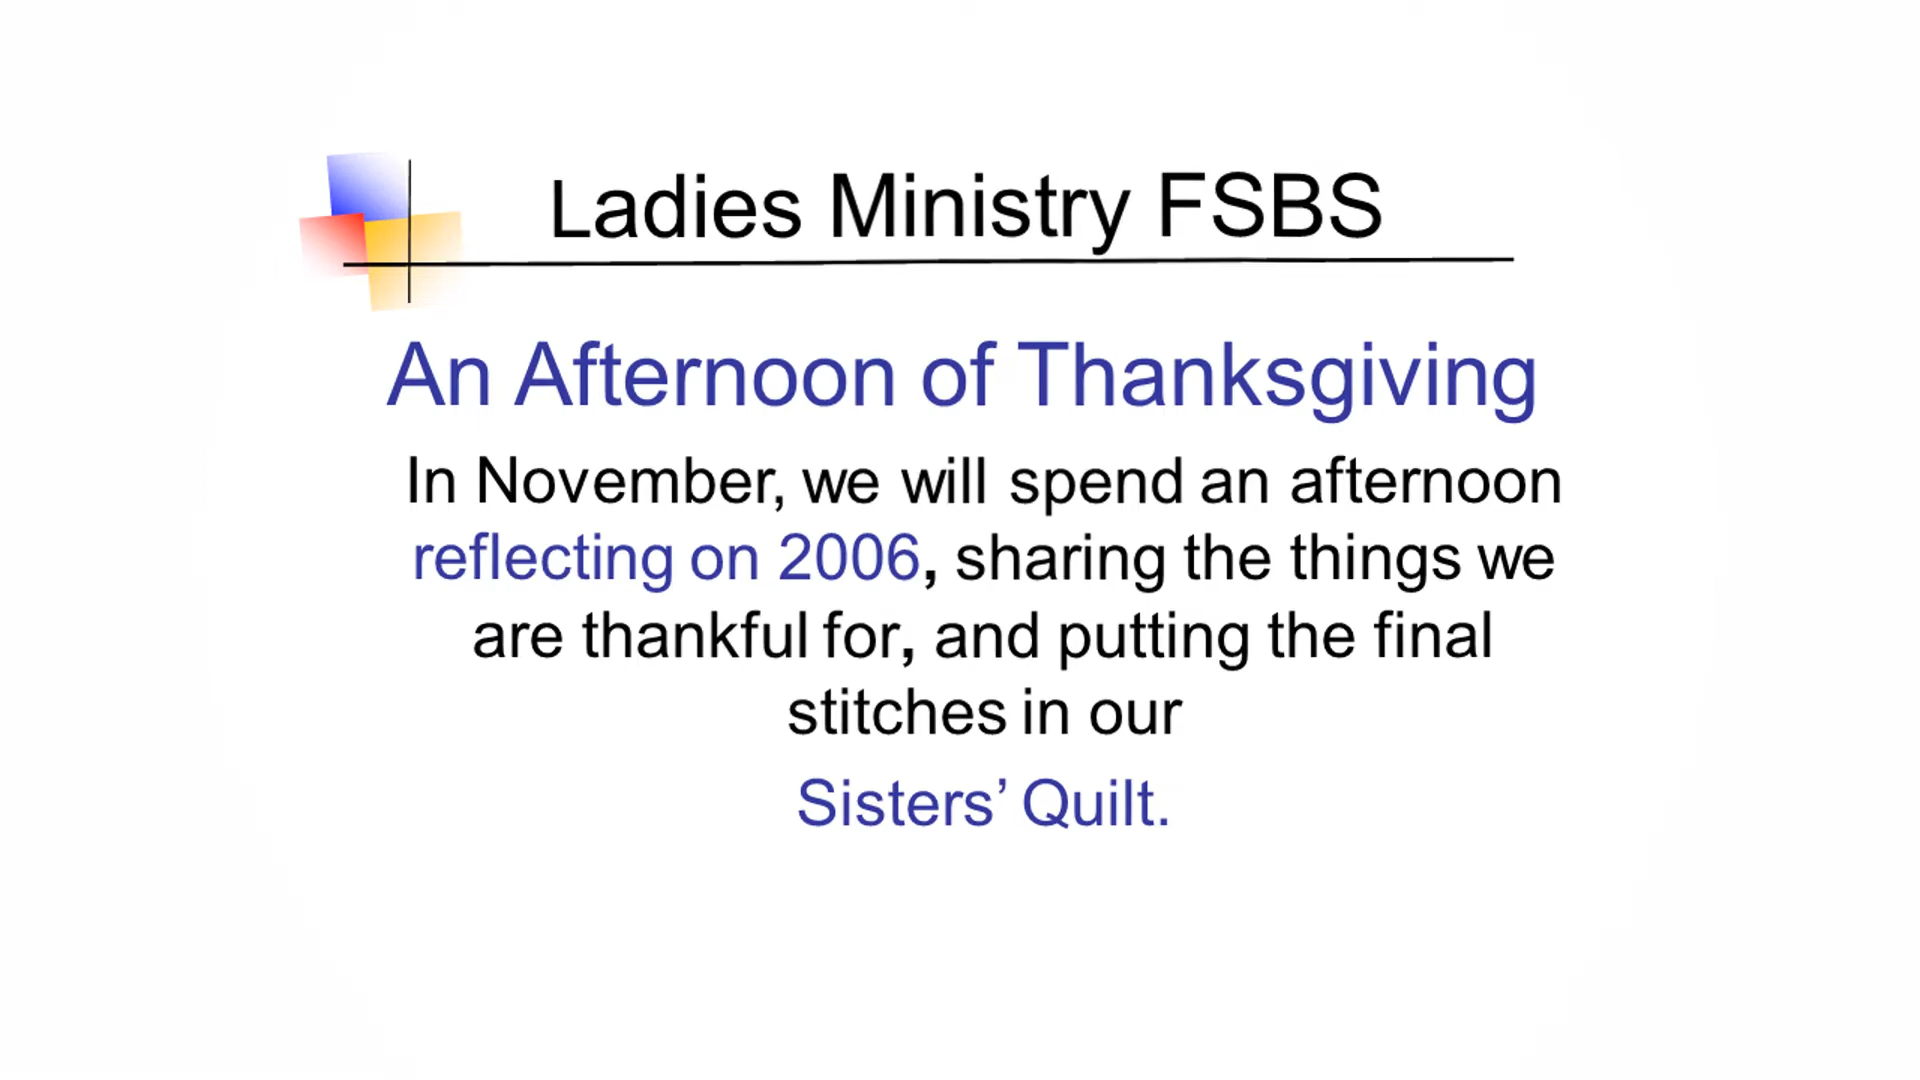 Ladies Ministry FSBS
An Afternoon of Thanksgiving
In November, we will spend an afternoon
reflecting on 2006, sharing the things we
are thankful for, and putting the final
stitches in our
Sisters’ Quilt.